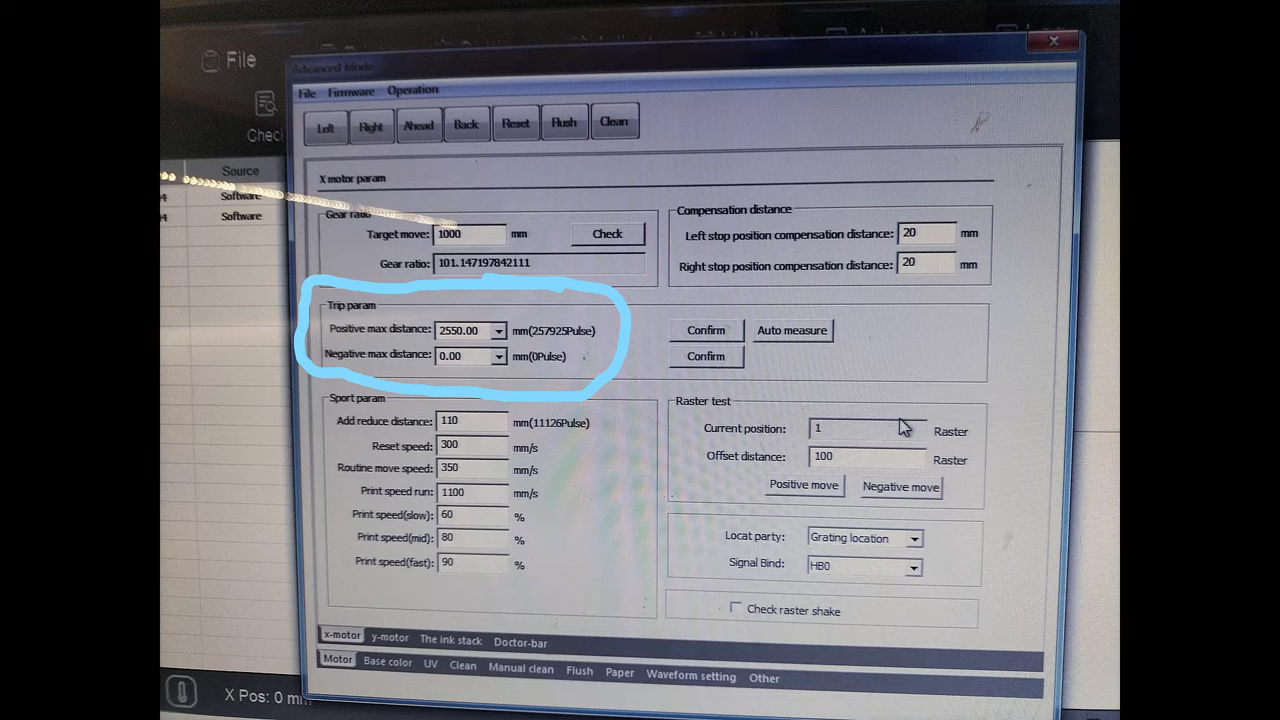 File
Check
Source
Software
Software
Advanced Mode
File Firmware Operation
Left Right Ahead Back Reset Flush Clean
X motor param
Gear ratio
Target move: 1000 mm Check
Gear ratio: 101.147197842111
Compensation distance
Left stop position compensation distance: 20 mm
Right stop position compensation distance: 20 mm
Trip param
Positive max distance: 2550.00 mm(257925Pulse) Confirm Auto measure
Negative max distance: 0.00 mm(0Pulse) Confirm
Sport param
Add reduce distance: 110 mm(11126Pulse)
Reset speed: 300 mm/s
Routine move speed: 350 mm/s
Print speed run: 1100 mm/s
Print speed(slow): 60 %
Print speed(mid): 80 %
Print speed(fast): 90 %
Raster test
Current position: 1 Raster
Offset distance: 100 Raster
Positive move Negative move
Locat party: Grating location
Signal Bind: HB0
Check raster shake
x-motor y-motor The ink stack Doctor-bar
Motor Base color UV Clean Manual clean Flush Paper Waveform setting Other
X Pos: 0 mm